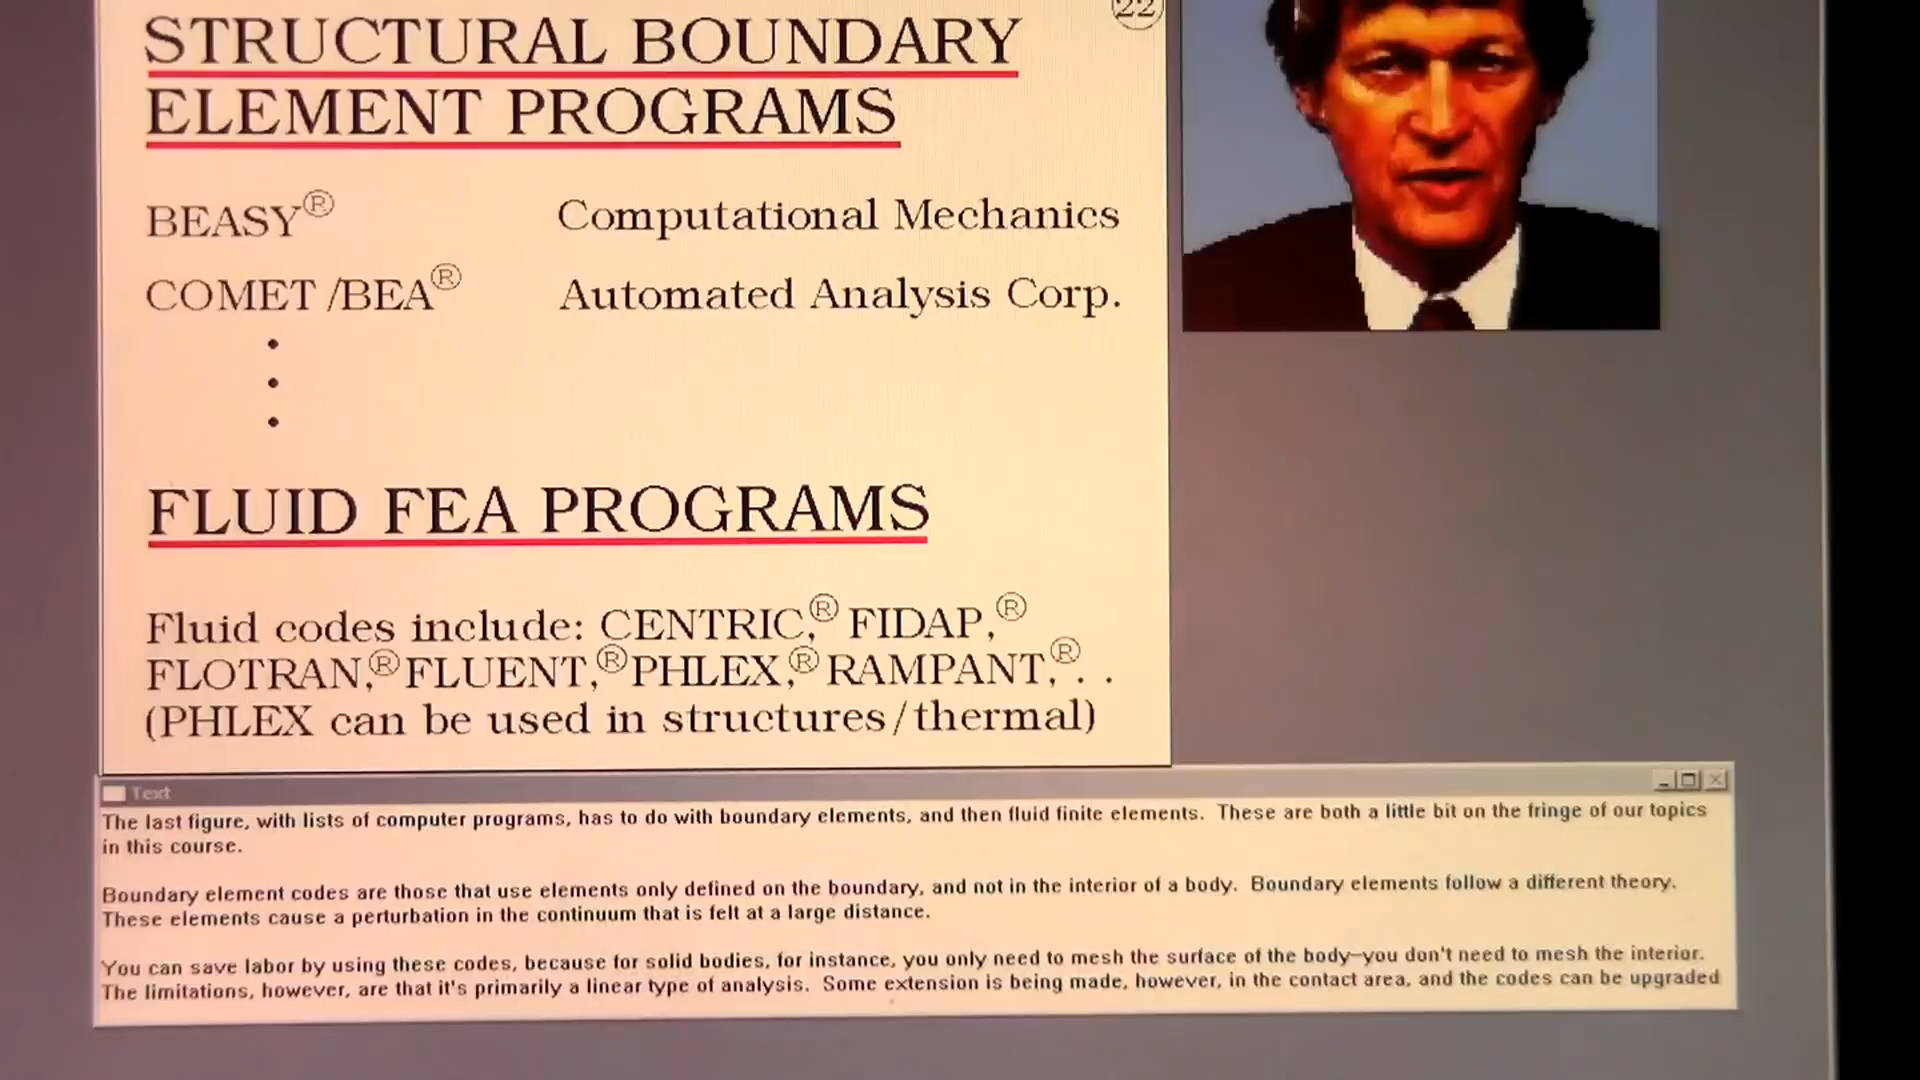 22
STRUCTURAL BOUNDARY
ELEMENT PROGRAMS
BEASY® Computational Mechanics
COMET /BEA® Automated Analysis Corp.
FLUID FEA PROGRAMS
Fluid codes include: CENTRIC,® FIDAP,®
FLOTRAN,® FLUENT,® PHLEX,® RAMPANT,® . .
(PHLEX can be used in structures/thermal)
Text
The last figure, with lists of computer programs, has to do with boundary elements, and then fluid finite elements. These are both a little bit on the fringe of our topics
in this course.
Boundary element codes are those that use elements only defined on the boundary, and not in the interior of a body. Boundary elements follow a different theory.
These elements cause a perturbation in the continuum that is felt at a large distance.
You can save labor by using these codes, because for solid bodies, for instance, you only need to mesh the surface of the body—you don't need to mesh the interior.
The limitations, however, are that it's primarily a linear type of analysis. Some extension is being made, however, in the contact area, and the codes can be upgraded